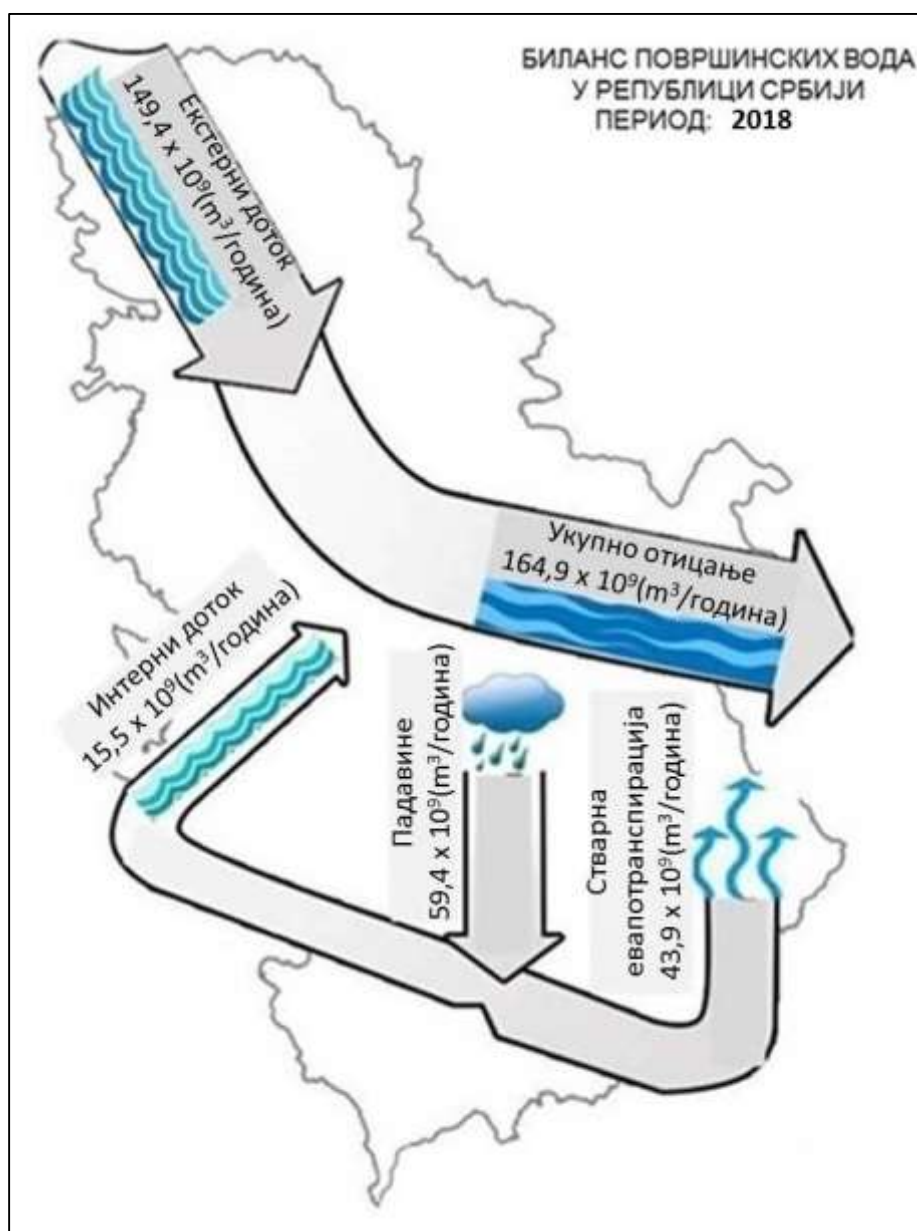 БИЛАНС ПОВРШИНСКИХ ВОДА
У РЕПУБЛИЦИ СРБИЈИ
ПЕРИОД: 2018
Екстерни доток
149,4 x 10⁹(m³/година)
Укупно отицање
164,9 x 10⁹(m³/година)
Интерни доток
15,5 x 10⁹(m³/година)
Падавине
59,4 x 10⁹(m³/година)
Стварна
евапотранспирација
43,9 x 10⁹(m³/година)